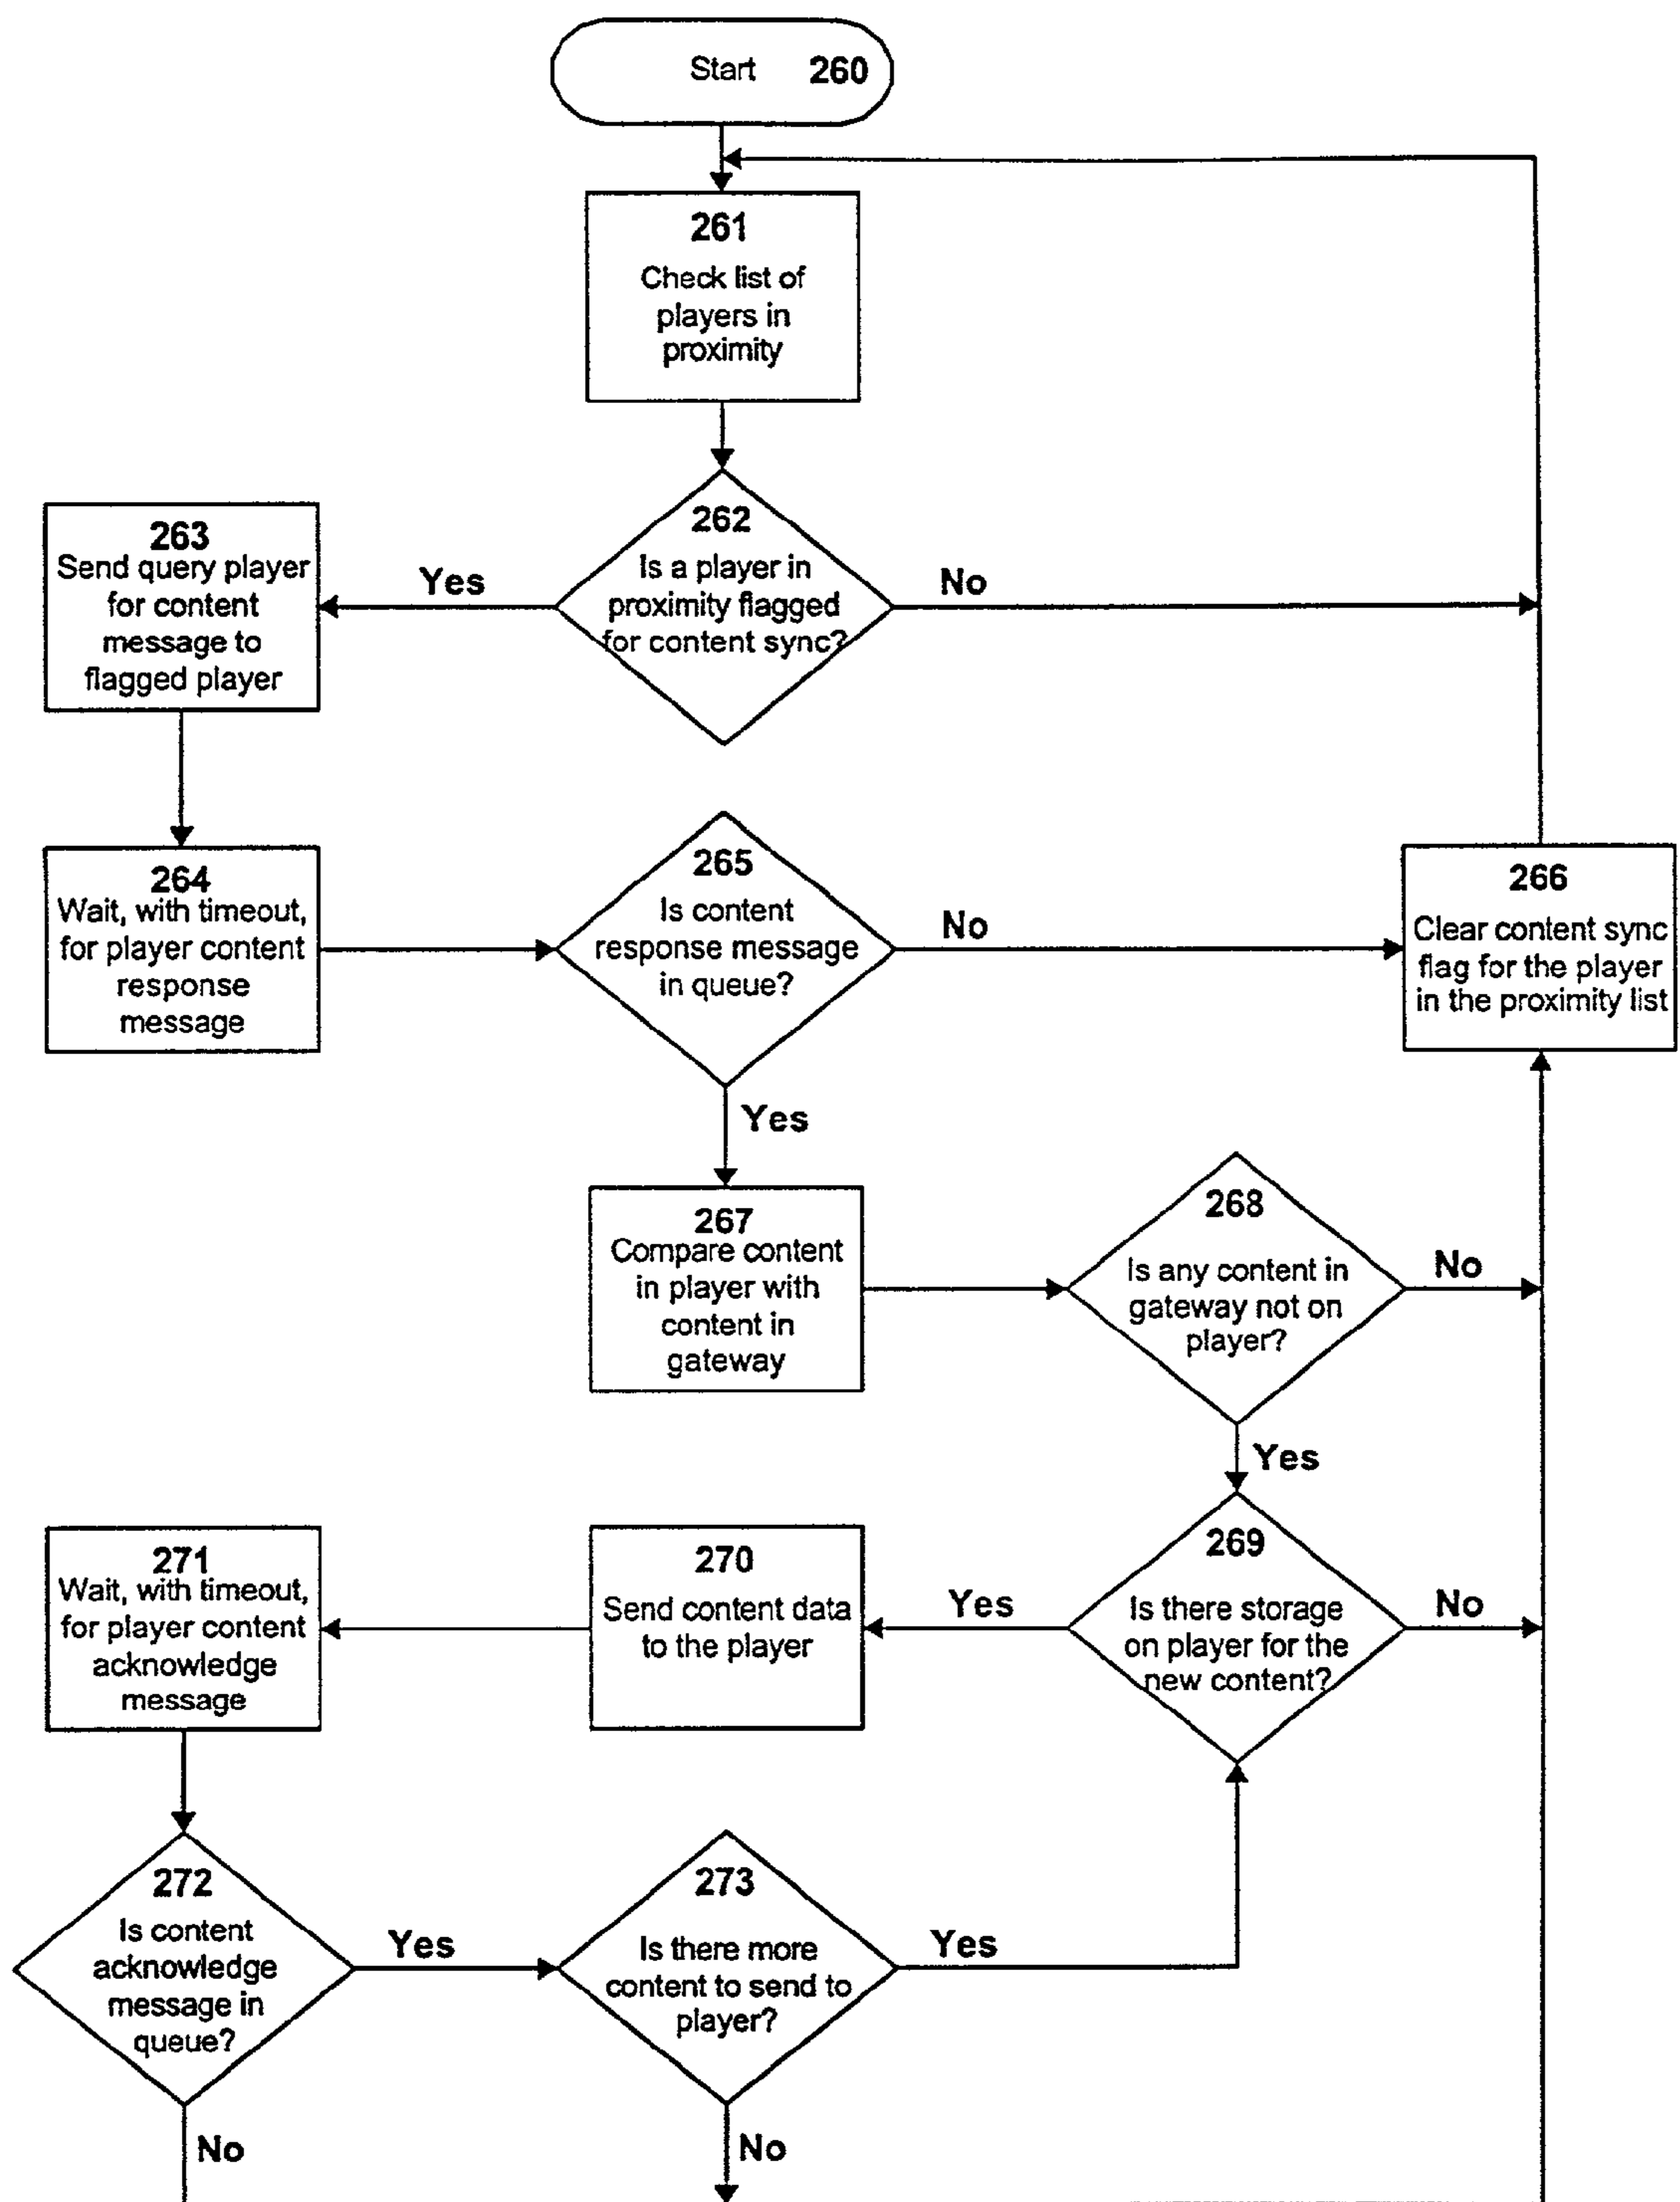 Start 260
261
Check list of
players in
proximity
262
Is a player in
proximity flagged
for content sync?
Yes
No
263
Send query player
for content
message to
flagged player
264
Wait, with timeout,
for player content
response
message
265
Is content
response message
in queue?
No
Yes
266
Clear content sync
flag for the player
in the proximity list
267
Compare content
in player with
content in
gateway
268
Is any content in
gateway not on
player?
No
Yes
269
Is there storage
on player for the
new content?
Yes
No
270
Send content data
to the player
271
Wait, with timeout,
for player content
acknowledge
message
272
Is content
acknowledge
message in
queue?
Yes
No
273
Is there more
content to send to
player?
Yes
No